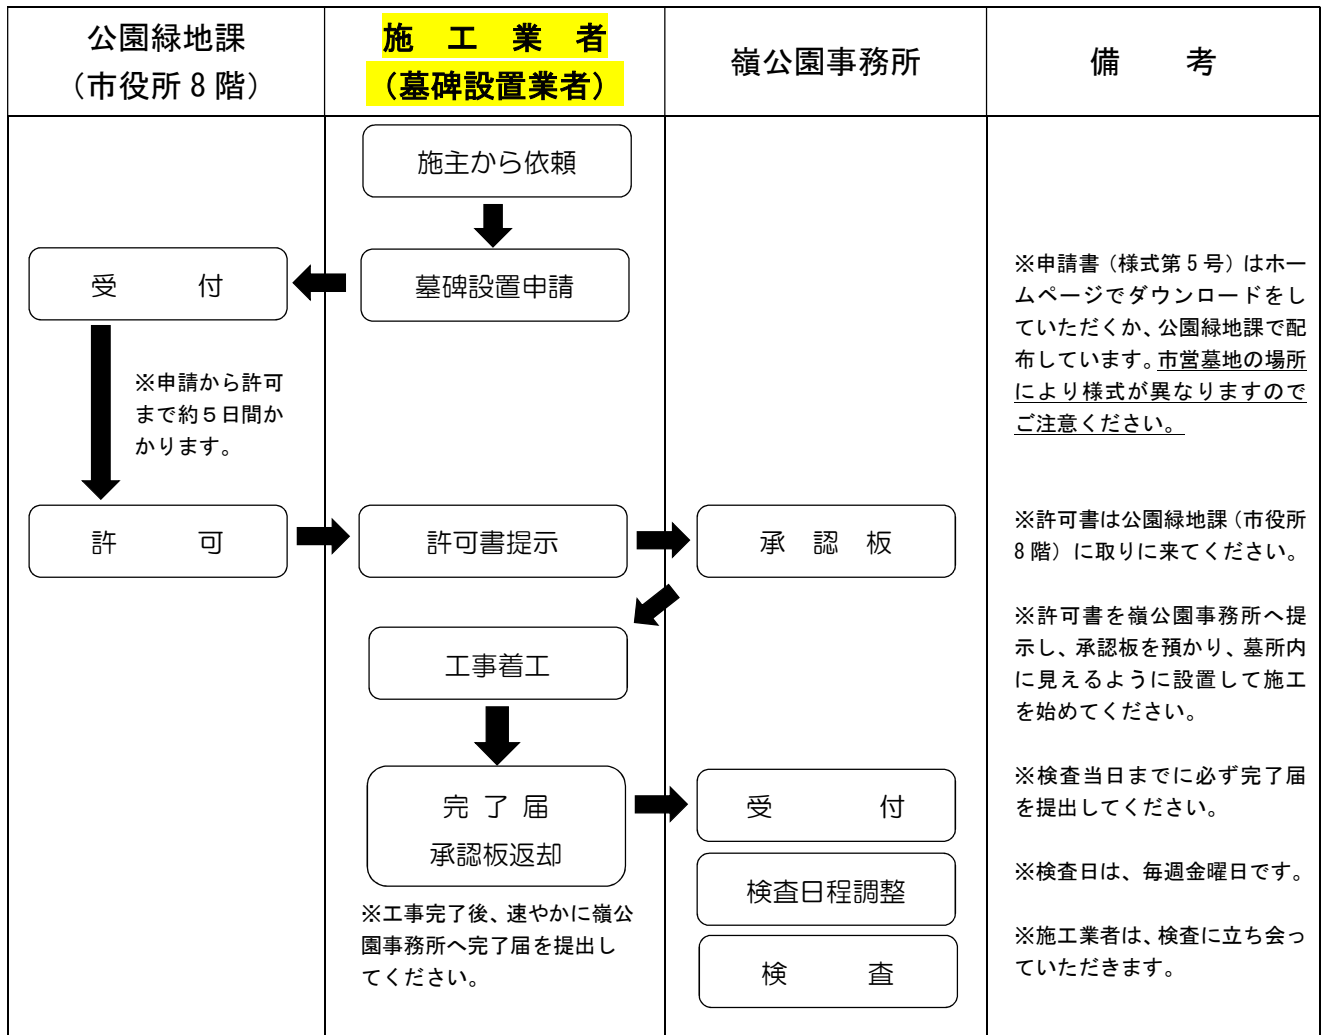 公園緑地課
（市役所８階）
施　工　業　者
（墓碑設置業者）
嶺公園事務所
備　　考
施主から依頼
墓碑設置申請
受　　　付
※申請から許可
まで約５日間か
かります。
※申請書（様式第５号）はホー
ムページでダウンロードをし
ていただくか、公園緑地課で配
布しています。市営墓地の場所
により様式が異なりますので
ご注意ください。
許　　　可
許可書提示
承　認　板
※許可書は公園緑地課（市役所
８階）に取りに来てください。
工事着工
※許可書を嶺公園事務所へ提
示し、承認板を預かり、墓所内
に見えるように設置して施工
を始めてください。
完 了 届
承認板返却
受　　　　付
※検査当日までに必ず完了届
を提出してください。
検査日程調整
※検査日は、毎週金曜日です。
※工事完了後、速やかに嶺公
園事務所へ完了届を提出し
てください。
検　　　査
※施工業者は、検査に立ち会っ
ていただきます。